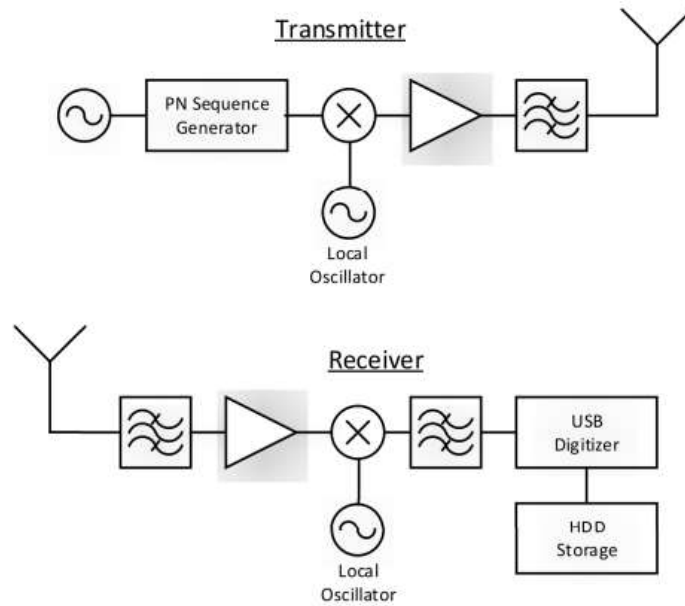 Transmitter
PN Sequence
Generator
Local
Oscillator
Receiver
USB
Digitizer
HDD
Storage
Local
Oscillator